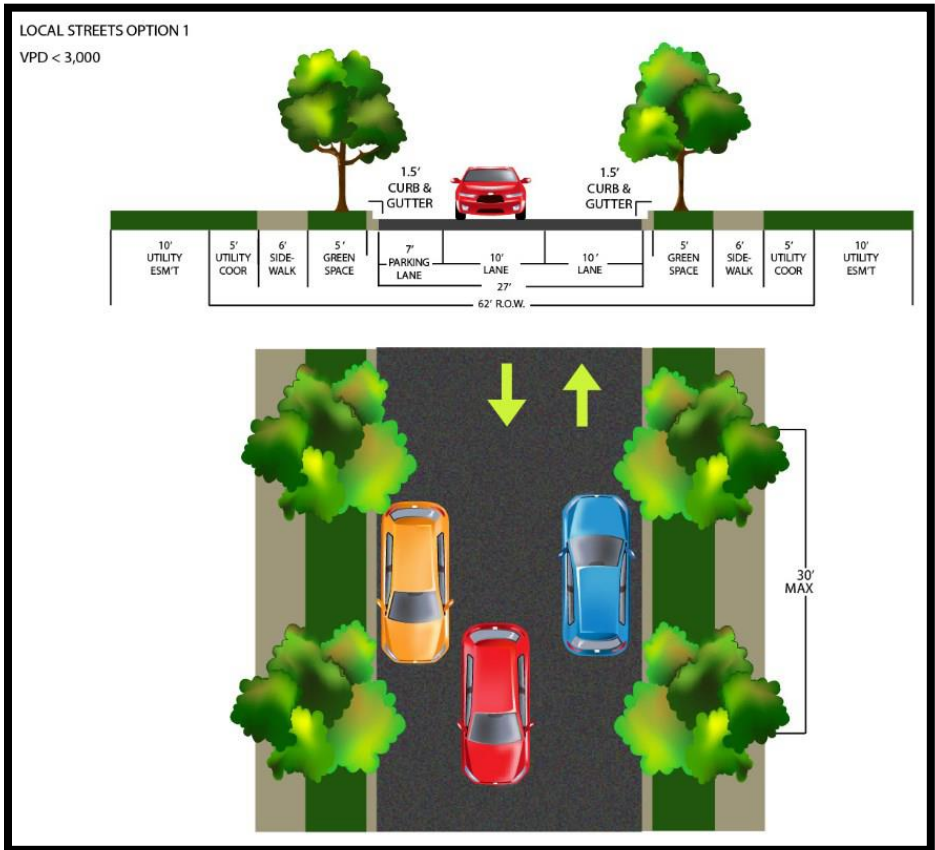 LOCAL STREETS OPTION 1
VPD < 3,000
1.5'
CURB &
GUTTER
1.5'
CURB &
GUTTER
10'
UTILITY
ESM'T
5'
UTILITY
COOR
6'
SIDE-
WALK
5'
GREEN
SPACE
7'
PARKING
LANE
10'
LANE
10'
LANE
5'
GREEN
SPACE
6'
SIDE-
WALK
5'
UTILITY
COOR
10'
UTILITY
ESM'T
27'
62' R.O.W.
30'
MAX